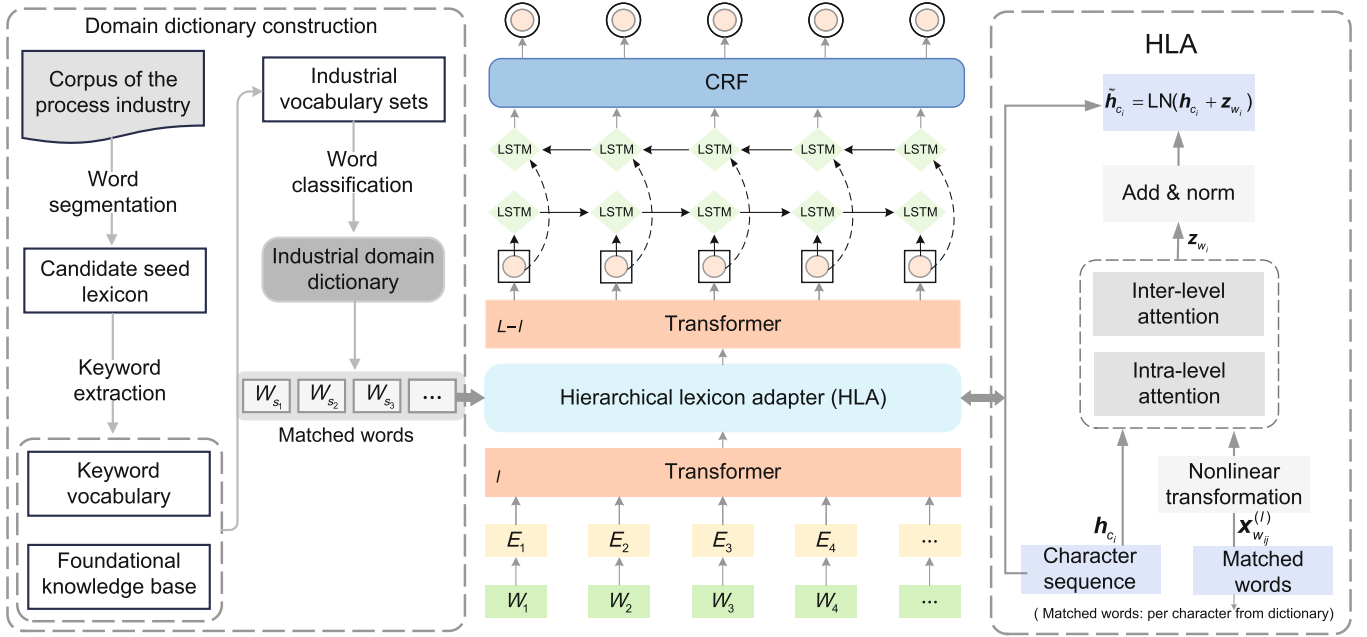 Domain dictionary construction
Corpus of the
process industry
Word
segmentation
Candidate seed
lexicon
Keyword
extraction
Keyword
vocabulary
Foundational
knowledge base
Industrial
vocabulary sets
Word
classification
Industrial domain
dictionary
W_{s_1} W_{s_2} W_{s_3} ...
Matched words
CRF
LSTM LSTM LSTM LSTM LSTM
LSTM LSTM LSTM LSTM LSTM
L–l Transformer
Hierarchical lexicon adapter (HLA)
l Transformer
E_1 E_2 E_3 E_4 ...
W_1 W_2 W_3 W_4 ...
HLA
\tilde{h}_{c_i} = LN(h_{c_i} + z_{w_i})
Add & norm
z_{w_i}
Inter-level
attention
Intra-level
attention
Nonlinear
transformation
h_{c_i} x_{w_{ij}}^{(l)}
Character
sequence
Matched
words
( Matched words: per character from dictionary)